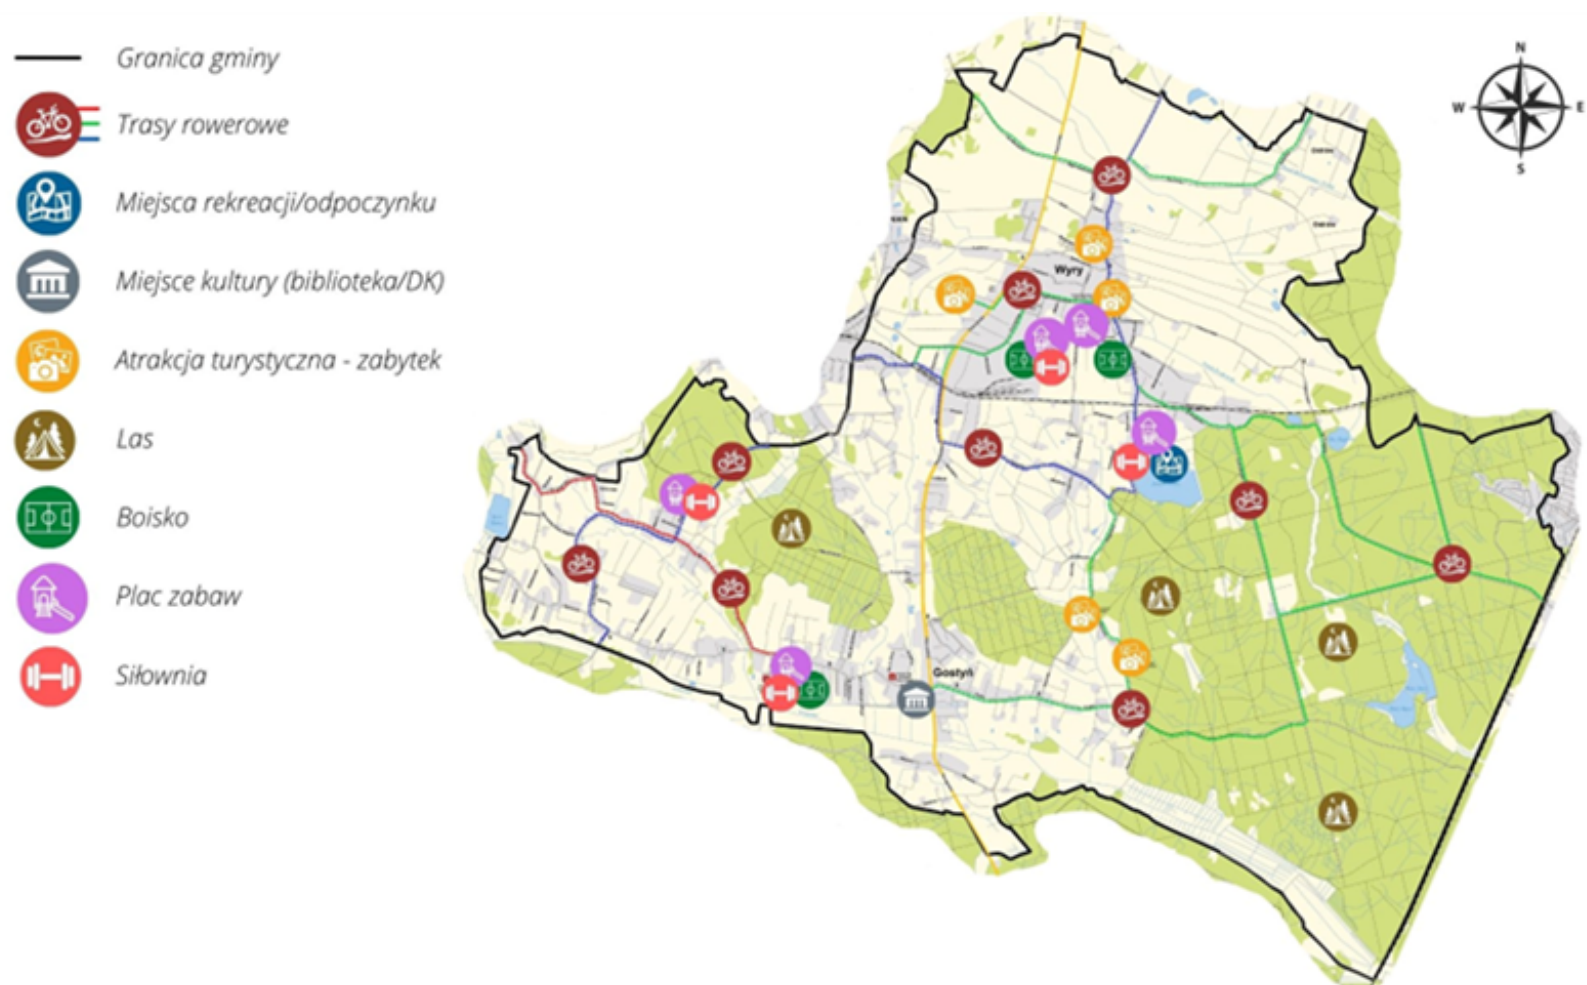 Granica gminy
Trasy rowerowe
Miejsca rekreacji/odpoczynku
Miejsce kultury (biblioteka/DK)
Atrakcja turystyczna - zabytek
Las
Boisko
Plac zabaw
Siłownia
N
W
E
S
Wyry
Gostyń